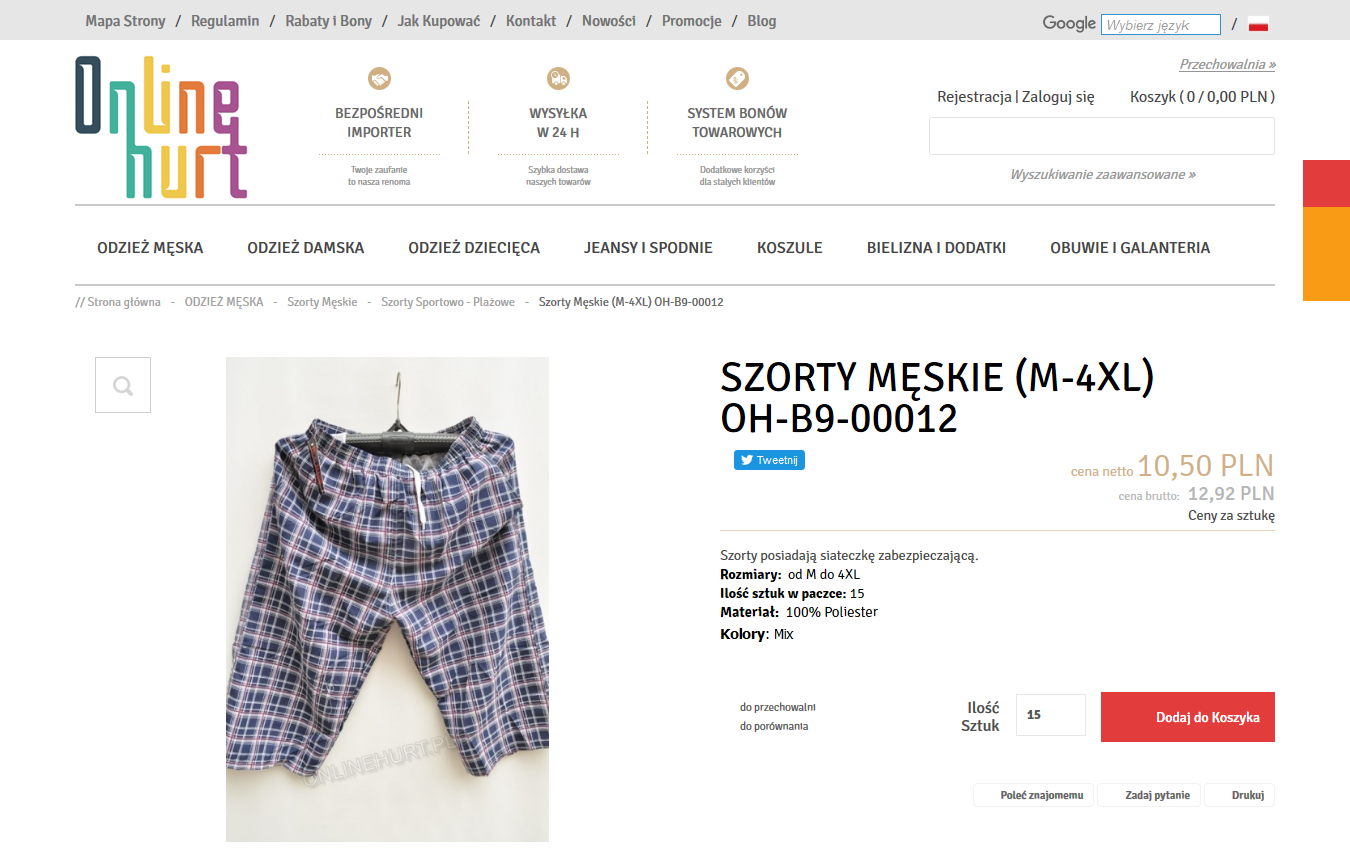 Mapa Strony / Regulamin / Rabaty i Bony / Jak Kupować / Kontakt / Nowości / Promocje / Blog
Google Wybierz język /
Online
hurt
BEZPOŚREDNI
IMPORTER
Twoje zaufanie
to nasza renoma
WYSYŁKA
W 24 H
Szybka dostawa
naszych towarów
SYSTEM BONÓW
TOWAROWYCH
Dodatkowe korzyści
dla stałych klientów
Przechowalnia »
Rejestracja | Zaloguj się Koszyk ( 0 / 0,00 PLN )
Wyszukiwanie zaawansowane »
ODZIEŻ MĘSKA ODZIEŻ DAMSKA ODZIEŻ DZIECIĘCA JEANSY I SPODNIE KOSZULE BIELIZNA I DODATKI OBUWIE I GALANTERIA
// Strona główna - ODZIEŻ MĘSKA - Szorty Męskie - Szorty Sportowo - Plażowe - Szorty Męskie (M-4XL) OH-B9-00012
ONLINEHURT.PL
SZORTY MĘSKIE (M-4XL)
OH-B9-00012
Tweetnij
cena netto 10,50 PLN
cena brutto: 12,92 PLN
Ceny za sztukę
Szorty posiadają siateczkę zabezpieczającą.
Rozmiary: od M do 4XL
Ilość sztuk w paczce: 15
Materiał: 100% Poliester
Kolory: Mix
do przechowalni
do porównania
Ilość
Sztuk
15
Dodaj do Koszyka
Poleć znajomemu Zadaj pytanie Drukuj